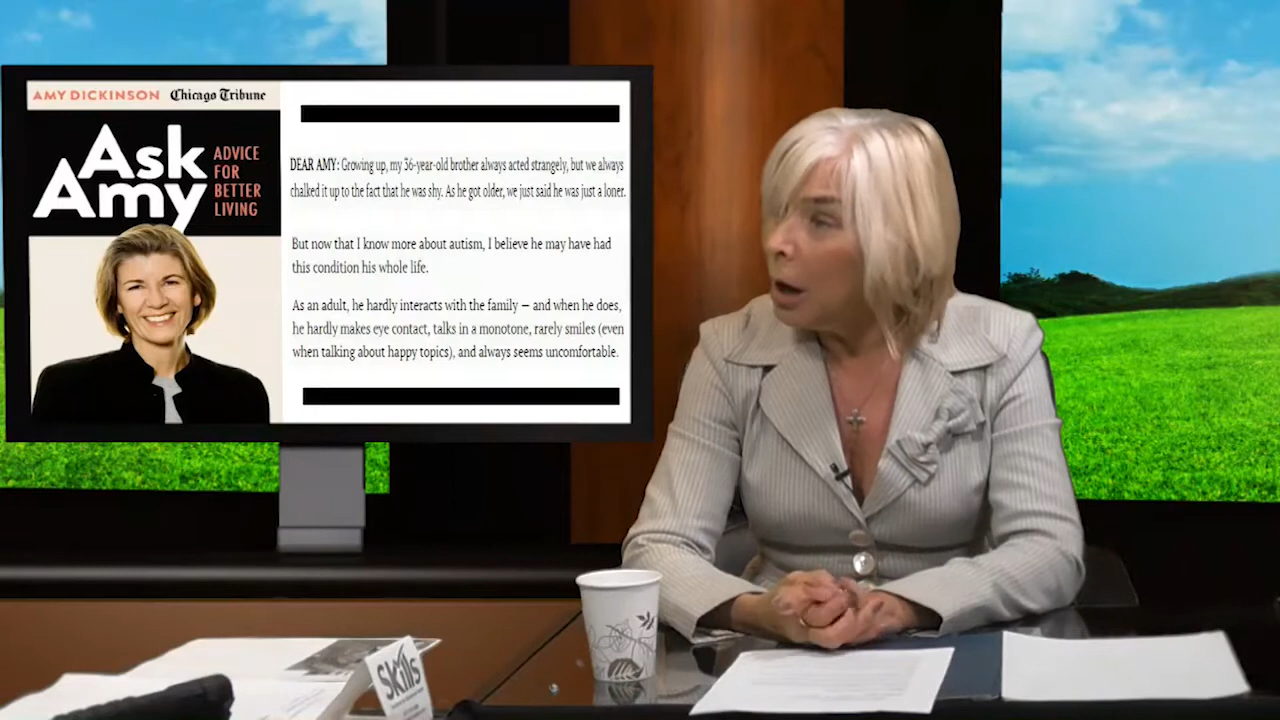 AMY DICKINSON Chicago Tribune
Ask
Amy
ADVICE
FOR
BETTER
LIVING
DEAR AMY: Growing up, my 36-year-old brother always acted strangely, but we always
chalked it up to the fact that he was shy. As he got older, we just said he was just a loner.
But now that I know more about autism, I believe he may have had
this condition his whole life.
As an adult, he hardly interacts with the family — and when he does,
he hardly makes eye contact, talks in a monotone, rarely smiles (even
when talking about happy topics), and always seems uncomfortable.
SKills